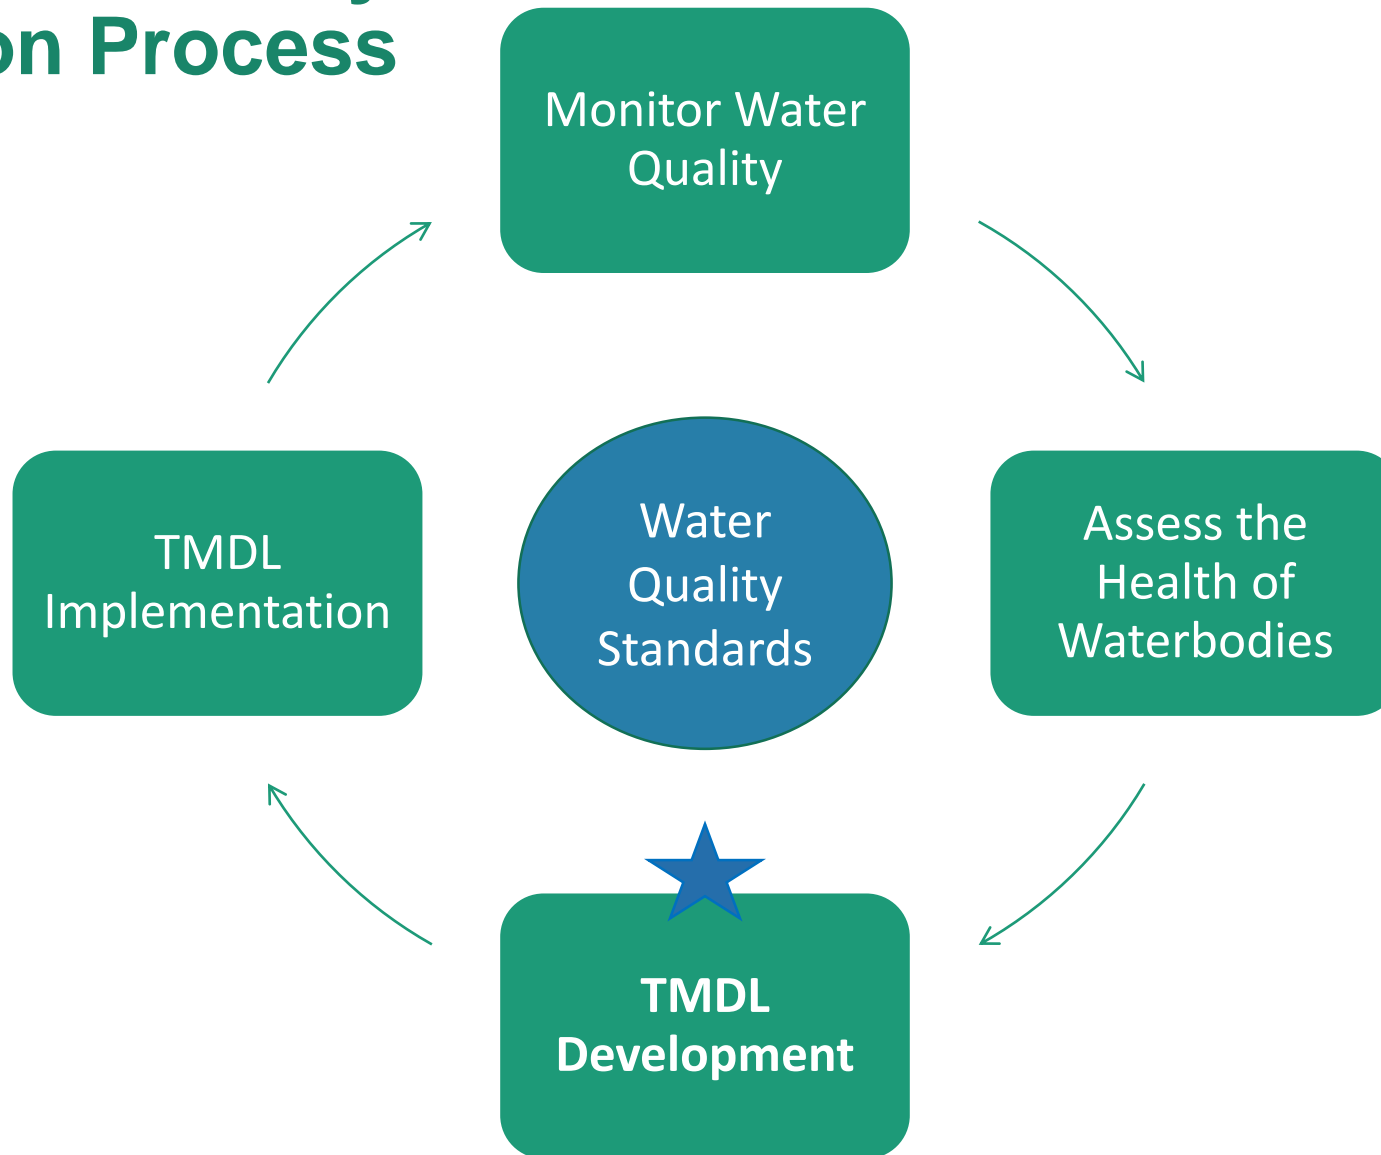 on Process
Monitor Water
Quality
Assess the
Health of
Waterbodies
Water
Quality
Standards
TMDL
Implementation
TMDL
Development